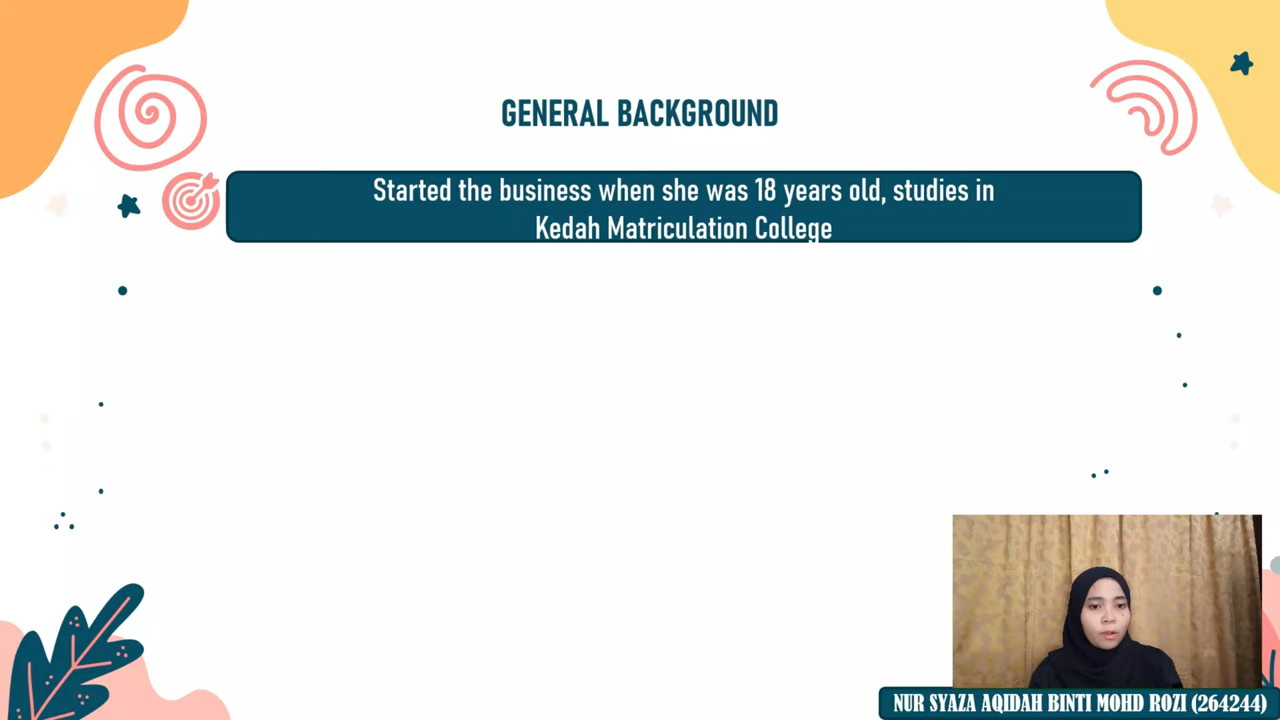 GENERAL BACKGROUND
Started the business when she was 18 years old, studies in
Kedah Matriculation College
NUR SYAZA AQIDAH BINTI MOHD ROZI (264244)